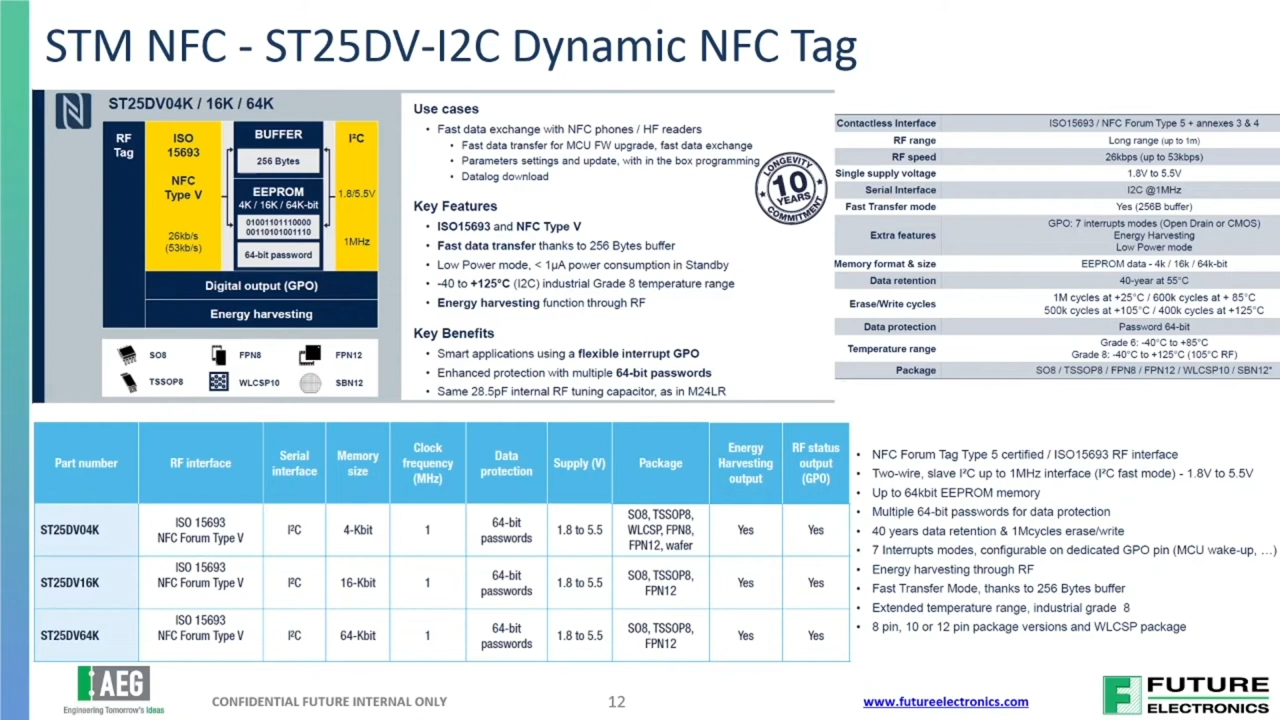 STM NFC - ST25DV-I2C Dynamic NFC Tag
ST25DV04K / 16K / 64K
RF
Tag
ISO
15693
NFC
Type V
26kb/s
(53kb/s)
BUFFER
256 Bytes
EEPROM
4K / 16K / 64K-bit
01001101110000
00110101001110
64-bit password
I²C
1.8/5.5V
1MHz
Digital output (GPO)
Energy harvesting
SO8
FPN8
FPN12
TSSOP8
WLCSP10
SBN12
Use cases
• Fast data exchange with NFC phones / HF readers
• Fast data transfer for MCU FW upgrade, fast data exchange
• Parameters settings and update, with in the box programming
• Datalog download
Key Features
• ISO15693 and NFC Type V
• Fast data transfer thanks to 256 Bytes buffer
• Low Power mode, < 1µA power consumption in Standby
• -40 to +125°C (I2C) industrial Grade 8 temperature range
• Energy harvesting function through RF
Key Benefits
• Smart applications using a flexible interrupt GPO
• Enhanced protection with multiple 64-bit passwords
• Same 28.5pF internal RF tuning capacitor, as in M24LR
LONGEVITY
10
YEARS
COMMITMENT
Contactless Interface ISO15693 / NFC Forum Type 5 + annexes 3 & 4
RF range Long range (up to 1m)
RF speed 26kbps (up to 53kbps)
Single supply voltage 1.8V to 5.5V
Serial Interface I2C @1MHz
Fast Transfer mode Yes (256B buffer)
Extra features GPO: 7 interrupts modes (Open Drain or CMOS)
Energy Harvesting
Low Power mode
Memory format & size EEPROM data - 4k / 16k / 64k-bit
Data retention 40-year at 55°C
Erase/Write cycles 1M cycles at +25°C / 600k cycles at + 85°C
500k cycles at +105°C / 400k cycles at +125°C
Data protection Password 64-bit
Temperature range Grade 6: -40°C to +85°C
Grade 8: -40°C to +125°C (105°C RF)
Package SO8 / TSSOP8 / FPN8 / FPN12 / WLCSP10 / SBN12*
Part number RF interface Serial interface Memory size Clock frequency (MHz) Data protection Supply (V) Package Energy Harvesting output RF status output (GPO)
ST25DV04K ISO 15693 NFC Forum Type V I²C 4-Kbit 1 64-bit passwords 1.8 to 5.5 SO8, TSSOP8, WLCSP, FPN8, FPN12, wafer Yes Yes
ST25DV16K ISO 15693 NFC Forum Type V I²C 16-Kbit 1 64-bit passwords 1.8 to 5.5 SO8, TSSOP8, FPN12 Yes Yes
ST25DV64K ISO 15693 NFC Forum Type V I²C 64-Kbit 1 64-bit passwords 1.8 to 5.5 SO8, TSSOP8, FPN12 Yes Yes
• NFC Forum Tag Type 5 certified / ISO15693 RF interface
• Two-wire, slave I²C up to 1MHz interface (I²C fast mode) - 1.8V to 5.5V
• Up to 64kbit EEPROM memory
• Multiple 64-bit passwords for data protection
• 40 years data retention & 1Mcycles erase/write
• 7 Interrupts modes, configurable on dedicated GPO pin (MCU wake-up, …)
• Energy harvesting through RF
• Fast Transfer Mode, thanks to 256 Bytes buffer
• Extended temperature range, industrial grade 8
• 8 pin, 10 or 12 pin package versions and WLCSP package
AEG
Engineering Tomorrow's Ideas
CONFIDENTIAL FUTURE INTERNAL ONLY
12
www.futureelectronics.com
FUTURE
ELECTRONICS